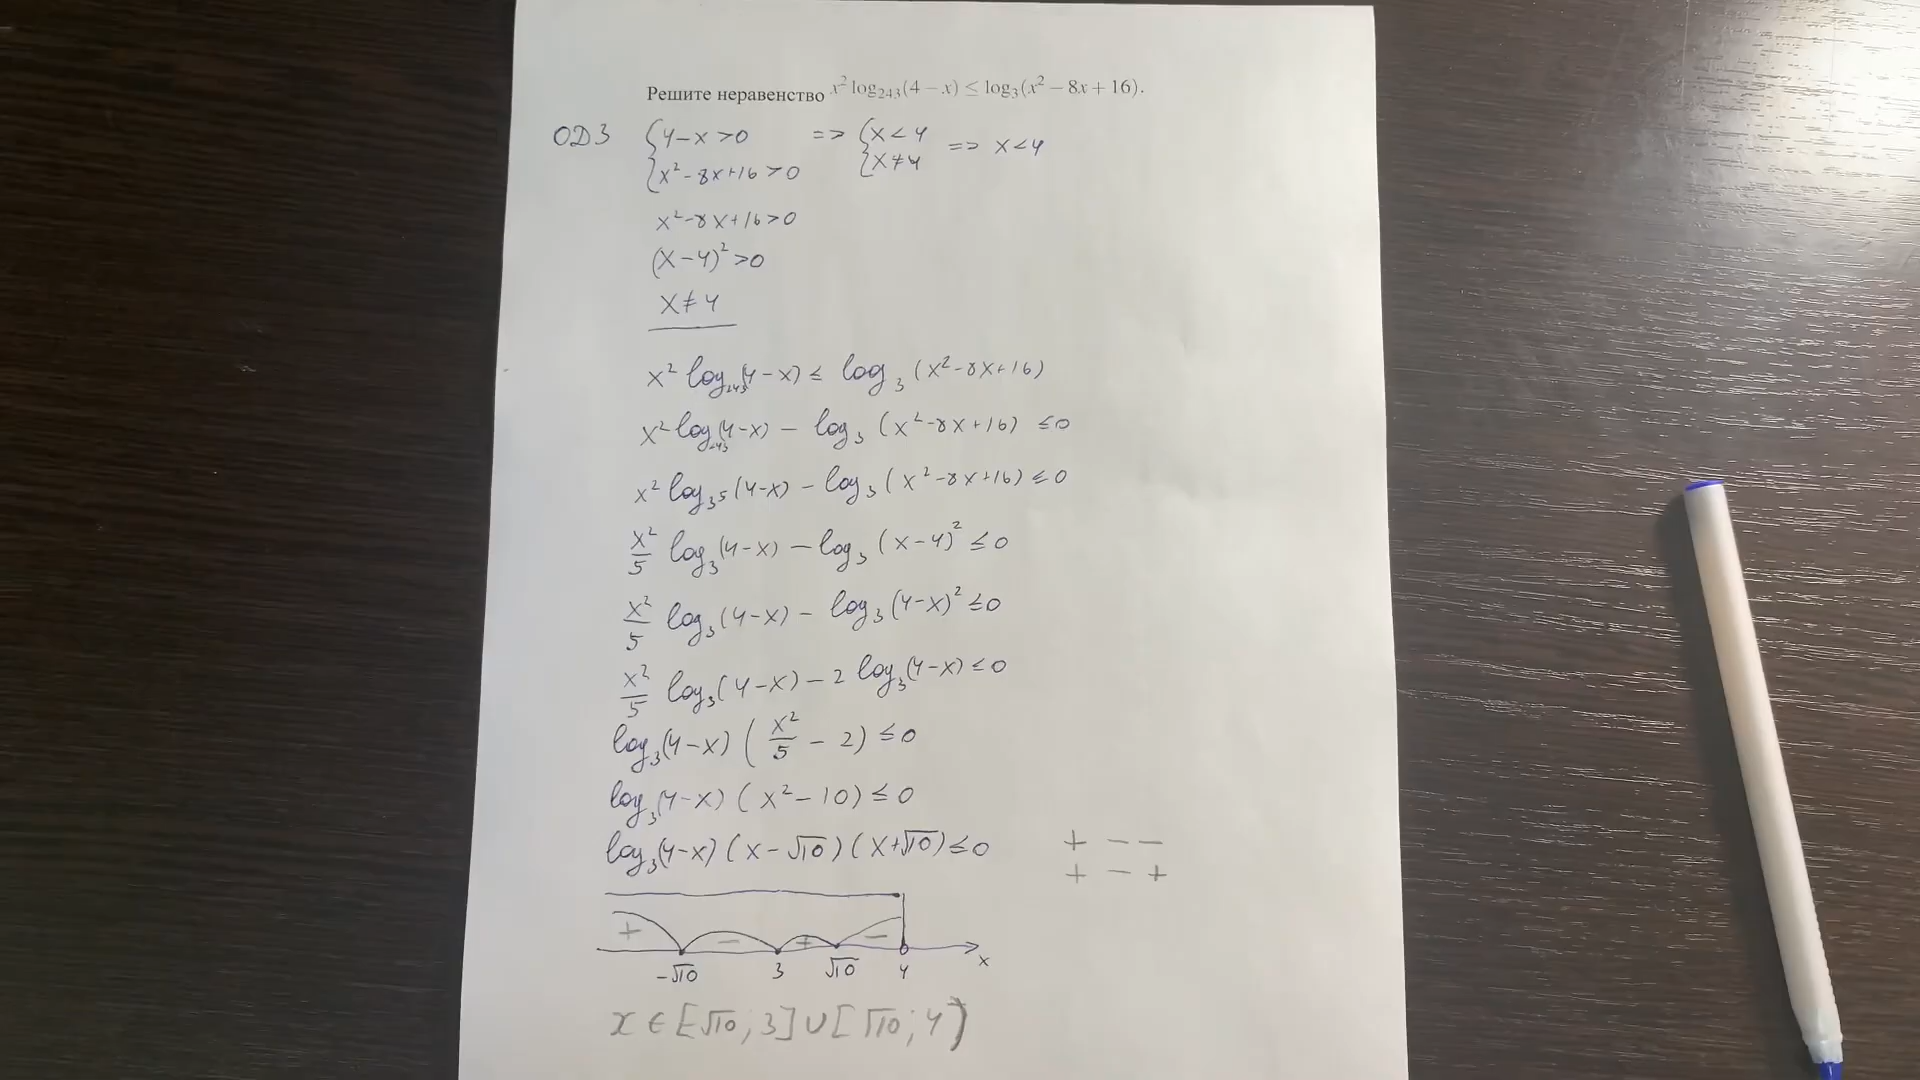 Решите неравенство x² log₂₄₃(4 − x) ≤ log₃(x² − 8x + 16).
ОДЗ { 4-x>0 => { x<4 => x<4
{ x²-8x+16>0 { x≠4
x²-8x+16>0
(x-4)²>0
x≠4
x² log₂₄₃(4-x) ≤ log₃(x²-8x+16)
x² log₂₄₃(4-x) - log₃(x²-8x+16) ≤0
x² log₃5(4-x) - log₃(x²-8x+16) ≤0
x²/5 log₃(4-x) - log₃(x-4)² ≤0
x²/5 log₃(4-x) - log₃(4-x)² ≤0
x²/5 log₃(4-x) - 2 log₃(4-x) ≤0
log₃(4-x) (x²/5 - 2) ≤0
log₃(4-x) (x²-10) ≤0
log₃(4-x) (x-√10)(x+√10) ≤0
+ − −
+ − +
+ − + −
-√10 3 √10 4 x
x ∈ [√10; 3] ∪ [√10; 4)